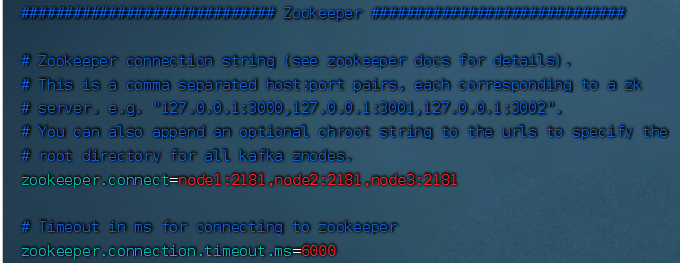 ############################ Zookeeper ############################
# Zookeeper connection string (see zookeeper docs for details).
# This is a comma separated host:port pairs, each corresponding to a zk
# server. e.g. "127.0.0.1:3000,127.0.0.1:3001,127.0.0.1:3002".
# You can also append an optional chroot string to the urls to specify the
# root directory for all kafka znodes.
zookeeper.connect=node1:2181,node2:2181,node3:2181
# Timeout in ms for connecting to zookeeper
zookeeper.connection.timeout.ms=6000